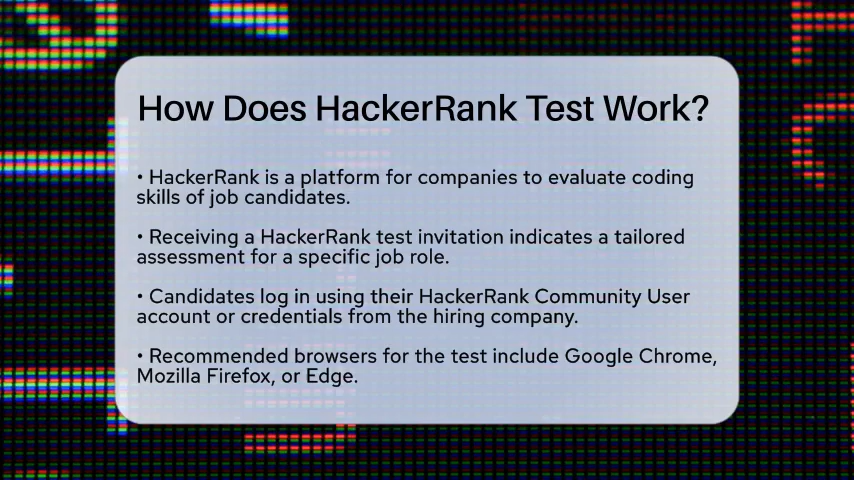 How Does HackerRank Test Work?
• HackerRank is a platform for companies to evaluate coding
skills of job candidates.
• Receiving a HackerRank test invitation indicates a tailored
assessment for a specific job role.
• Candidates log in using their HackerRank Community User
account or credentials from the hiring company.
• Recommended browsers for the test include Google Chrome,
Mozilla Firefox, or Edge.